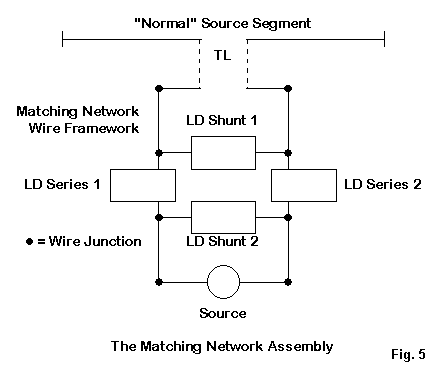 "Normal" Source Segment
TL
Matching Network
Wire Framework
LD Shunt 1
LD Series 1
LD Series 2
LD Shunt 2
● = Wire Junction
Source
The Matching Network Assembly
Fig. 5